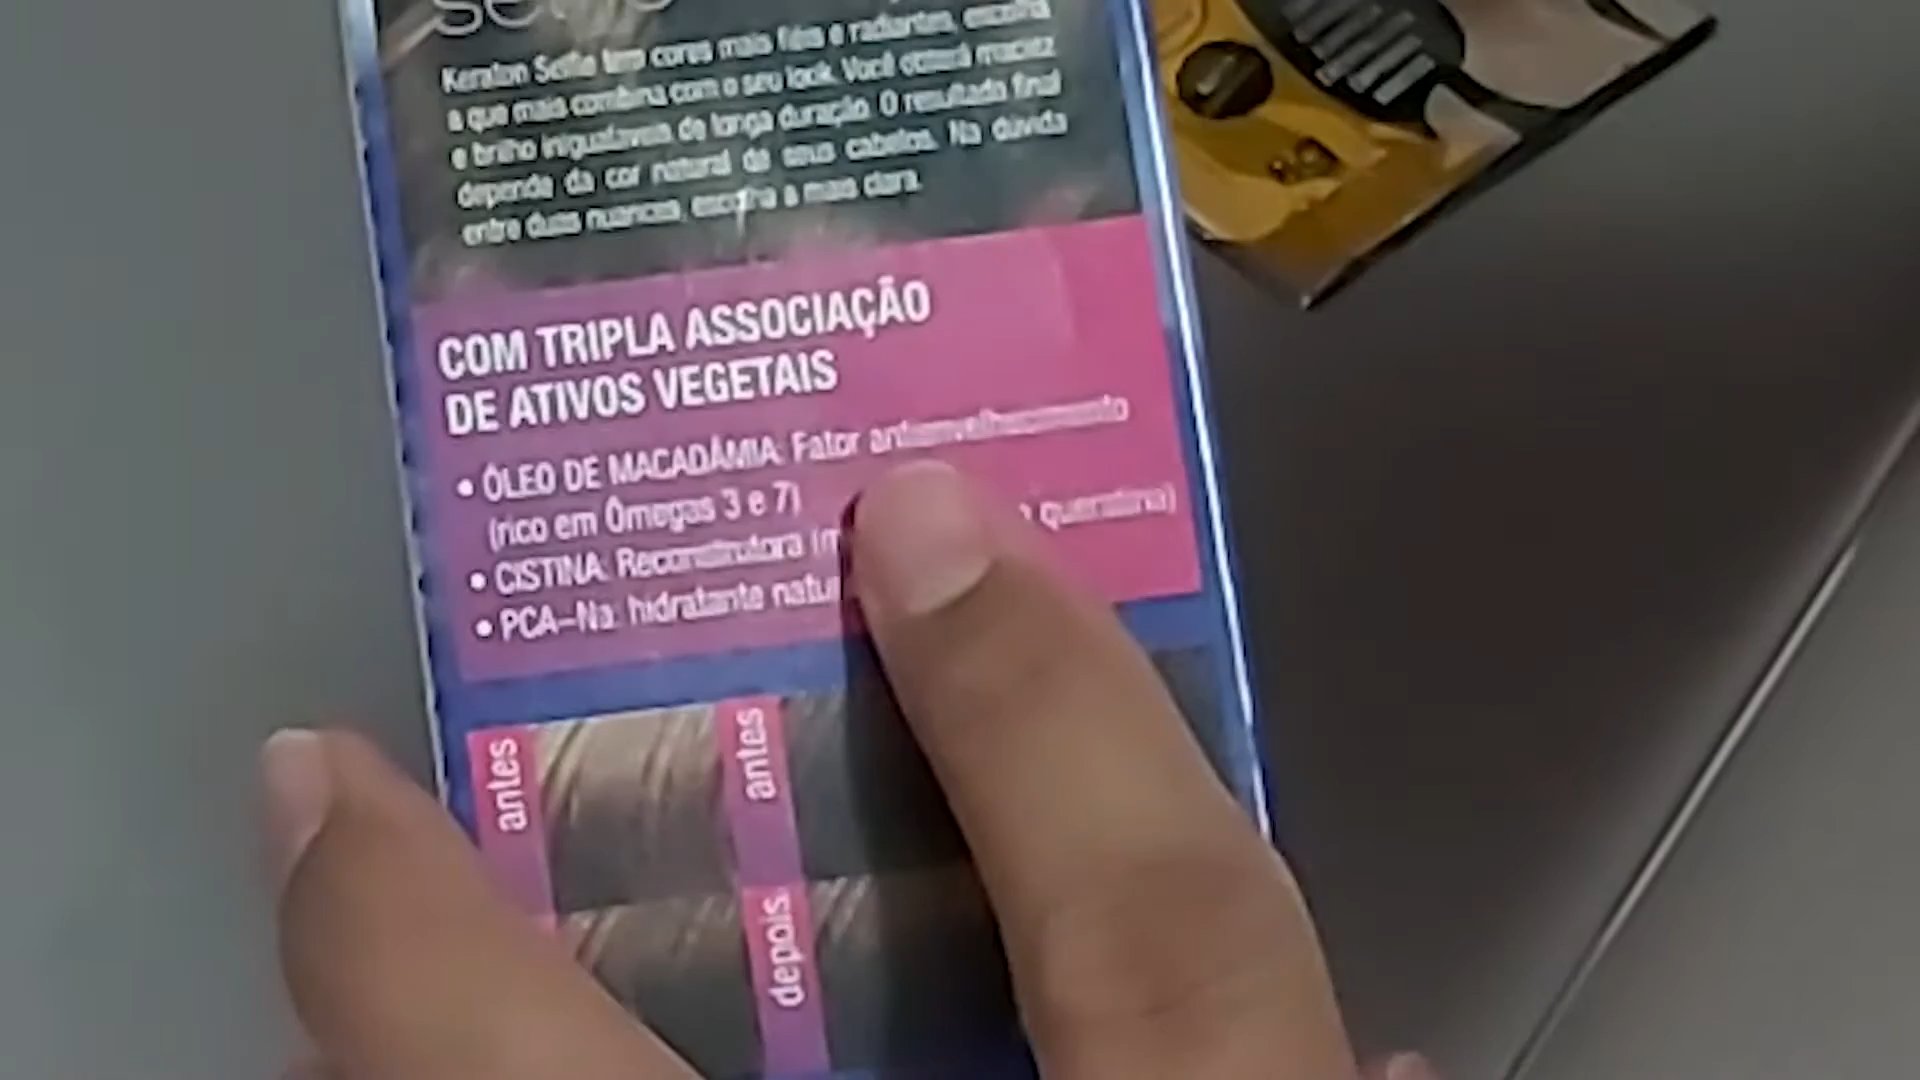 Keraton Selfie tem cores mais fiéis e radiantes, escolha
a que mais combina com o seu look. Você obterá maciez
e brilho inigualáveis de longa duração. O resultado final
depende da cor natural de seus cabelos. Na dúvida
entre duas nuances, escolha a mais clara.
COM TRIPLA ASSOCIAÇÃO
DE ATIVOS VEGETAIS
• ÓLEO DE MACADÂMIA: Fator antienvelhecimento
(rico em Ômegas 3 e 7)
• CISTINA: Reconstrutora queratina)
• PCA-Na: hidratante
antes
antes
depois